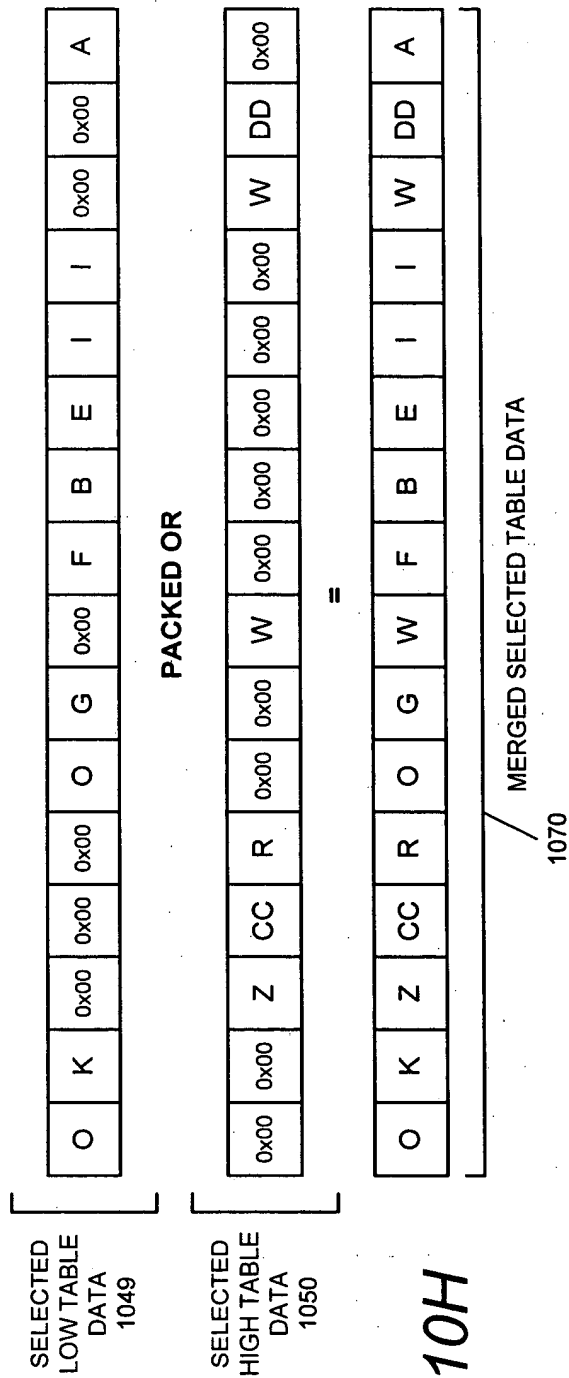 SELECTED
LOW TABLE
DATA
1049
O K 0x00 0x00 0x00 O G 0x00 F B E I I 0x00 0x00 A
PACKED OR
SELECTED
HIGH TABLE
DATA
1050
0x00 0x00 Z CC R 0x00 0x00 W 0x00 0x00 0x00 0x00 0x00 W DD 0x00
=
O K Z CC R O G W F B E I I W DD A
MERGED SELECTED TABLE DATA
1070
10H